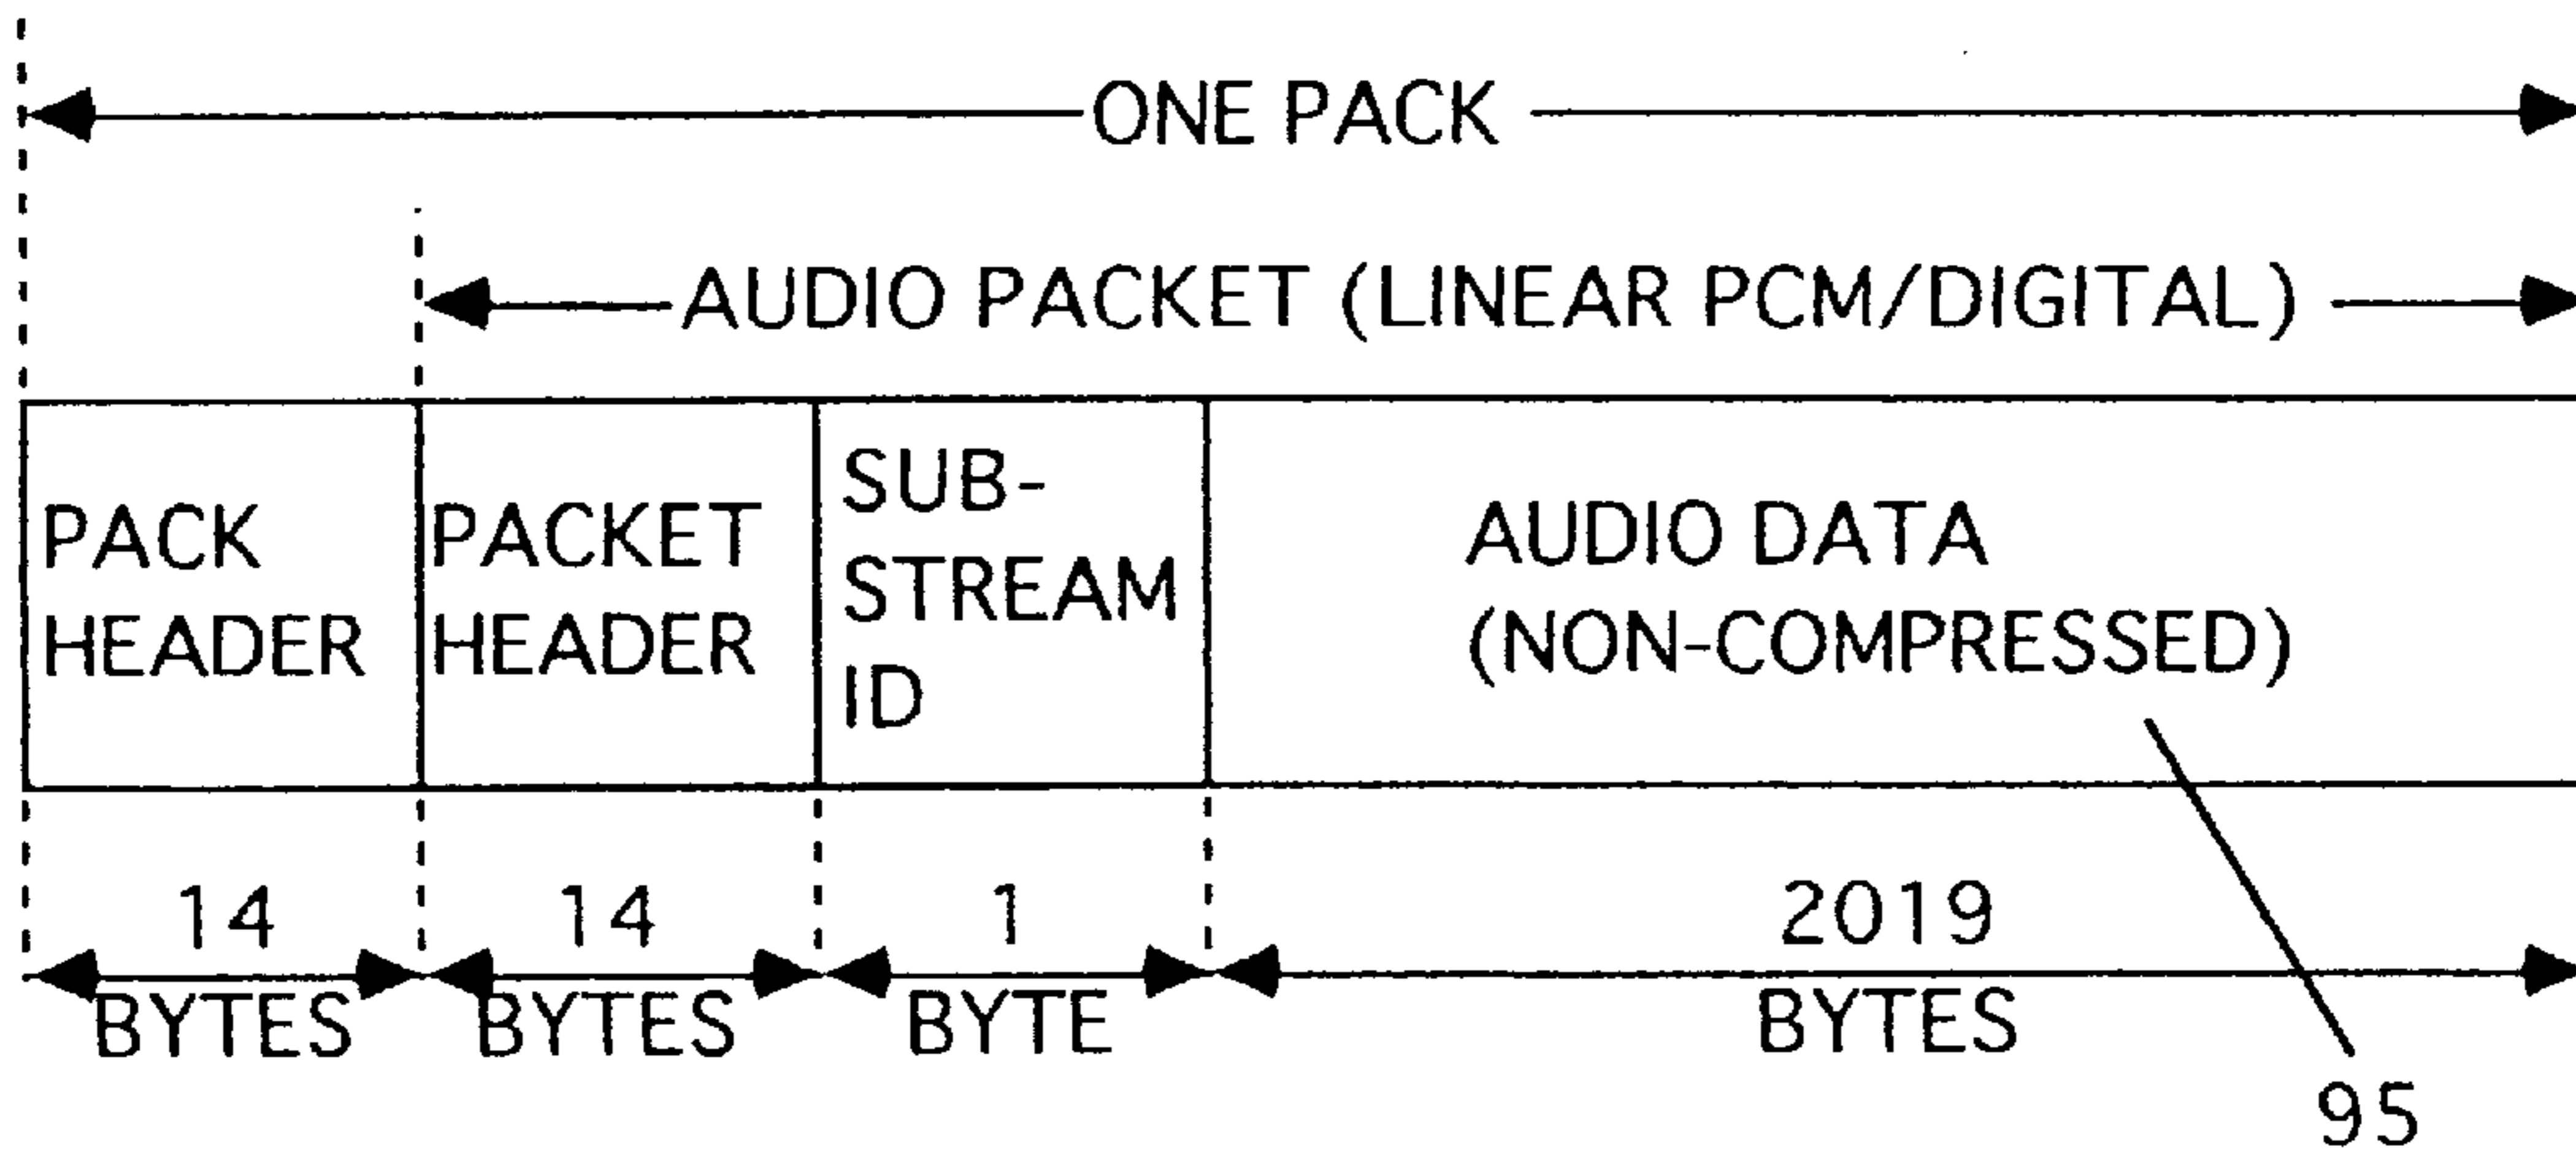 ONE PACK
AUDIO PACKET (LINEAR PCM/DIGITAL)
PACK
HEADER
PACKET
HEADER
SUB-
STREAM
ID
AUDIO DATA
(NON-COMPRESSED)
14
BYTES
14
BYTES
1
BYTE
2019
BYTES
95